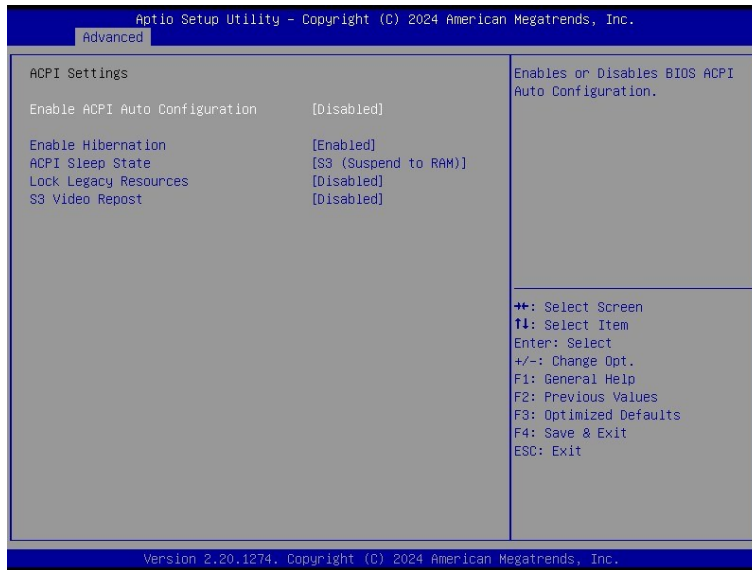 Aptio Setup Utility – Copyright (C) 2024 American Megatrends, Inc.
Advanced
ACPI Settings
Enable ACPI Auto Configuration [Disabled]
Enable Hibernation [Enabled]
ACPI Sleep State [S3 (Suspend to RAM)]
Lock Legacy Resources [Disabled]
S3 Video Repost [Disabled]
Enables or Disables BIOS ACPI
Auto Configuration.
→←: Select Screen
↑↓: Select Item
Enter: Select
+/-: Change Opt.
F1: General Help
F2: Previous Values
F3: Optimized Defaults
F4: Save & Exit
ESC: Exit
Version 2.20.1274. Copyright (C) 2024 American Megatrends, Inc.